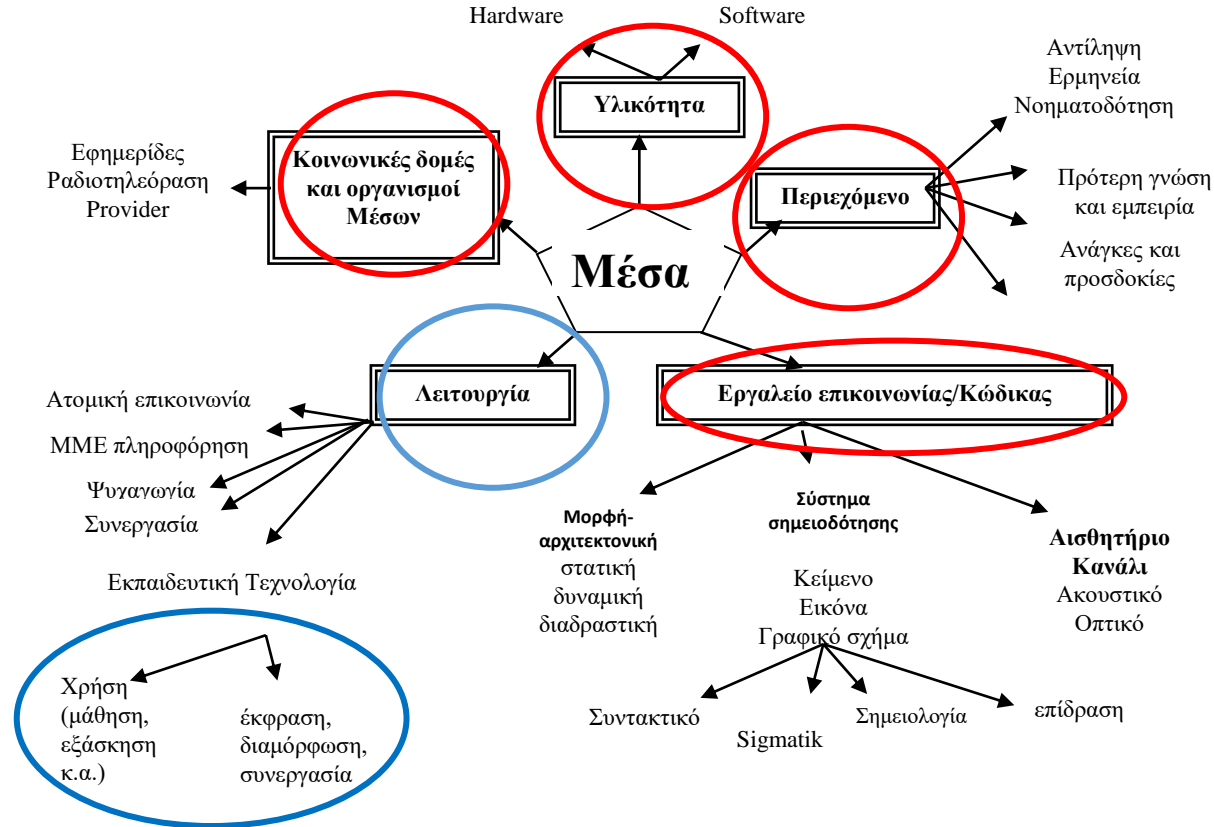 Hardware
Software
Υλικότητα
Αντίληψη
Ερμηνεία
Νοηματοδότηση
Πρότερη γνώση
και εμπειρία
Ανάγκες και
προσδοκίες
Περιεχόμενο
Κοινωνικές δομές
και οργανισμοί
Μέσων
Εφημερίδες
Ραδιοτηλεόραση
Provider
Μέσα
Λειτουργία
Ατομική επικοινωνία
ΜΜΕ πληροφόρηση
Ψυχαγωγία
Συνεργασία
Εκπαιδευτική Τεχνολογία
Χρήση
(μάθηση,
εξάσκηση
κ.α.)
έκφραση,
διαμόρφωση,
συνεργασία
Εργαλείο επικοινωνίας/Κώδικας
Μορφή-
αρχιτεκτονική
στατική
δυναμική
διαδραστική
Σύστημα
σημειοδότησης
Κείμενο
Εικόνα
Γραφικό σχήμα
Αισθητήριο
Κανάλι
Ακουστικό
Οπτικό
Συντακτικό
Sigmatik
Σημειολογία
επίδραση